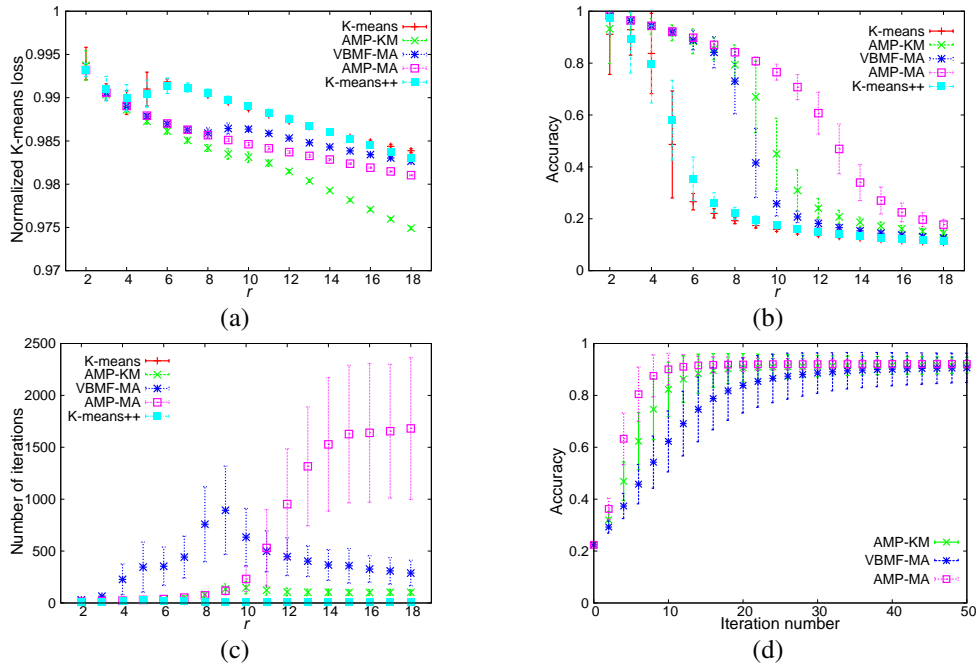 Normalized K-means loss
0.995
0.99
0.985
0.98
0.975
0.97
2 4 6 8 10 12 14 16 18
r
K-means
AMP-KM
VBMF-MA
AMP-MA
K-means++
(a)
Accuracy
1
0.8
0.6
0.4
0.2
0
2 4 6 8 10 12 14 16 18
r
K-means
AMP-KM
VBMF-MA
AMP-MA
K-means++
(b)
Number of iterations
2500
2000
1500
1000
500
0
2 4 6 8 10 12 14 16 18
r
K-means
AMP-KM
VBMF-MA
AMP-MA
K-means++
(c)
Accuracy
1
0.8
0.6
0.4
0.2
0
0 10 20 30 40 50
Iteration number
AMP-KM
VBMF-MA
AMP-MA
(d)